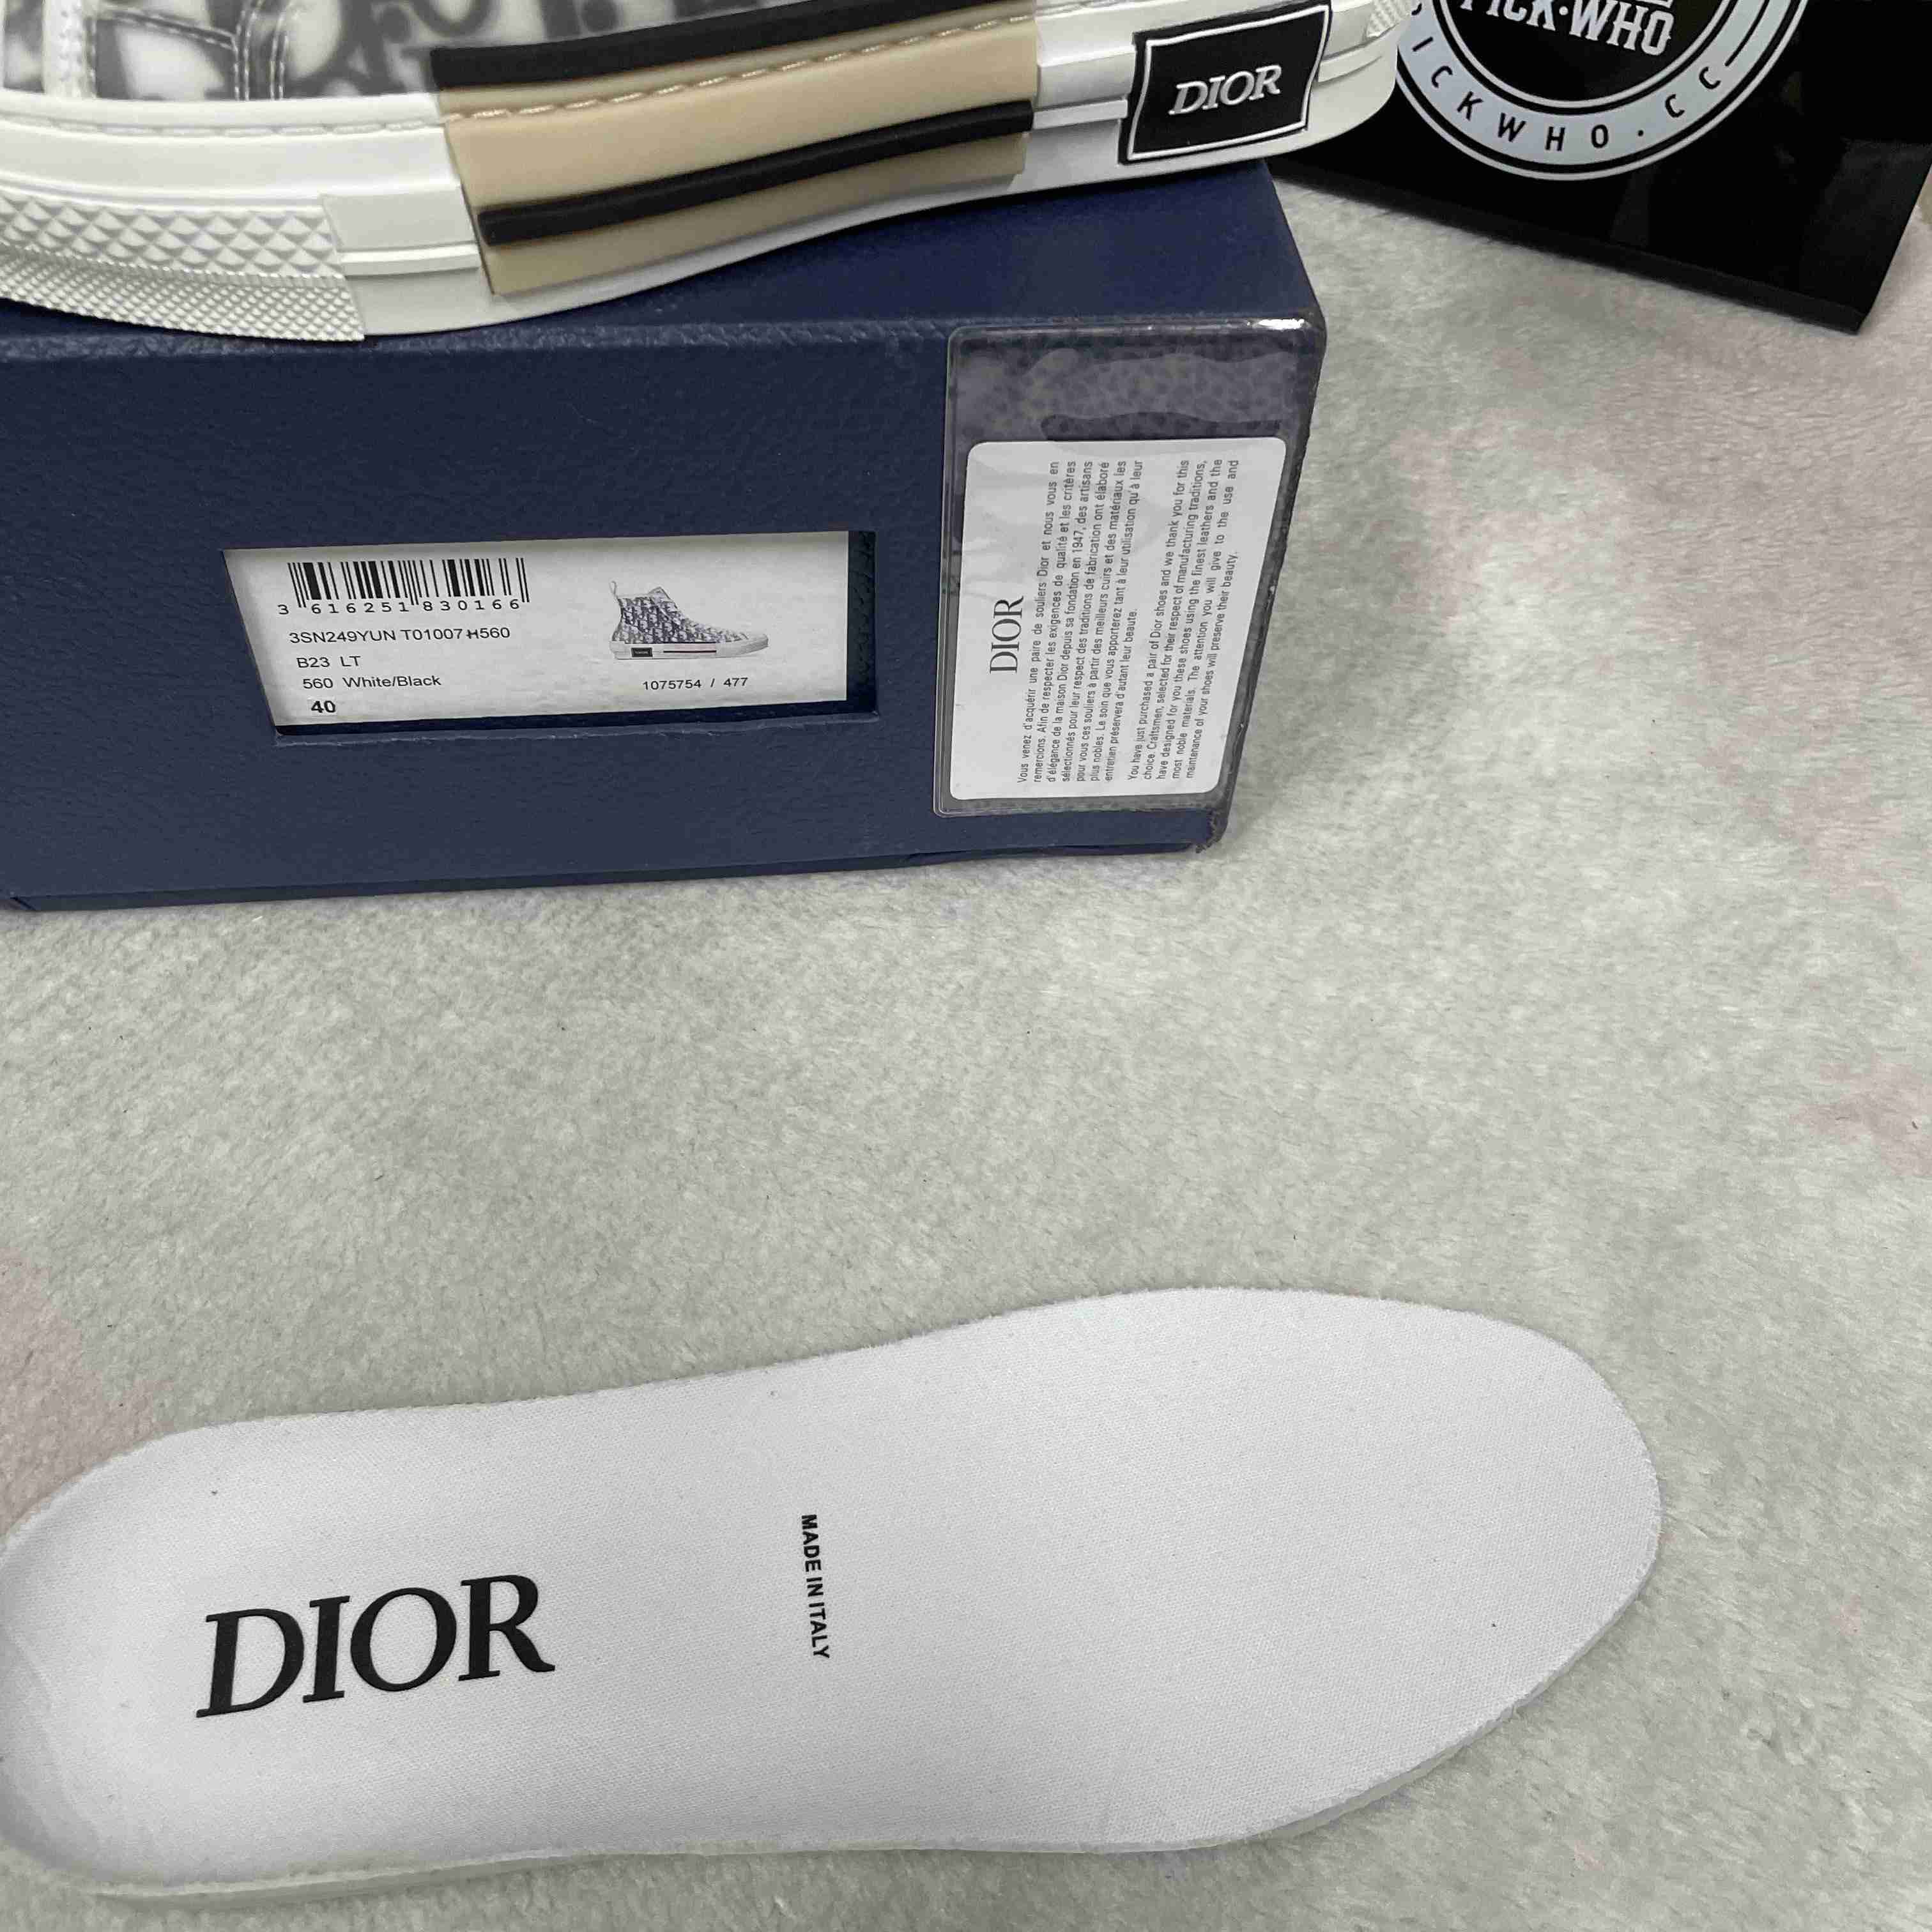 PICK·WHO
ICKWHO.CC
DIOR
3 616251 830166
3SN249YUN T01007 H560
B23 LT
560 White/Black
40
1075754 / 477
DIOR
Vous venez d'acquérir une paire de souliers Dior et nous vous en
remercions. Afin de respecter les exigences de qualité et les critères
d'élégance de la maison Dior depuis sa fondation en 1947, des artisans
sélectionnés pour leur respect des traditions de fabrication ont élaboré
pour vous ces souliers à partir des meilleurs cuirs et des matériaux les
plus nobles. Le soin que vous apporterez tant à leur utilisation qu'à leur
entretien préservera d'autant leur beauté.
You have just purchased a pair of Dior shoes and we thank you for this
choice. Craftsmen, selected for their respect of manufacturing traditions,
have designed for you these shoes using the finest leathers and the
most noble materials. The attention you will give to the use and
maintenance of your shoes will preserve their beauty.
DIOR
MADE IN ITALY